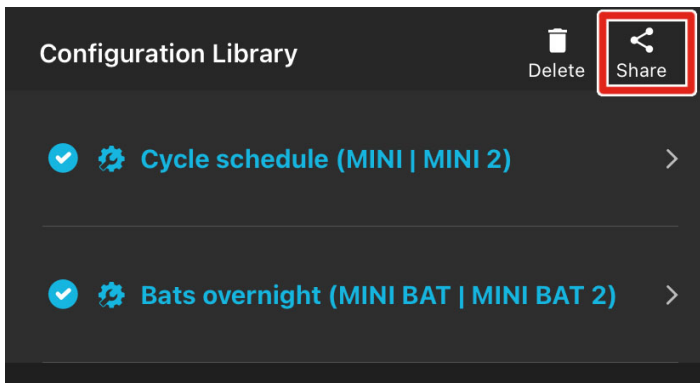 Configuration Library
Delete
Share
Cycle schedule (MINI | MINI 2)
Bats overnight (MINI BAT | MINI BAT 2)